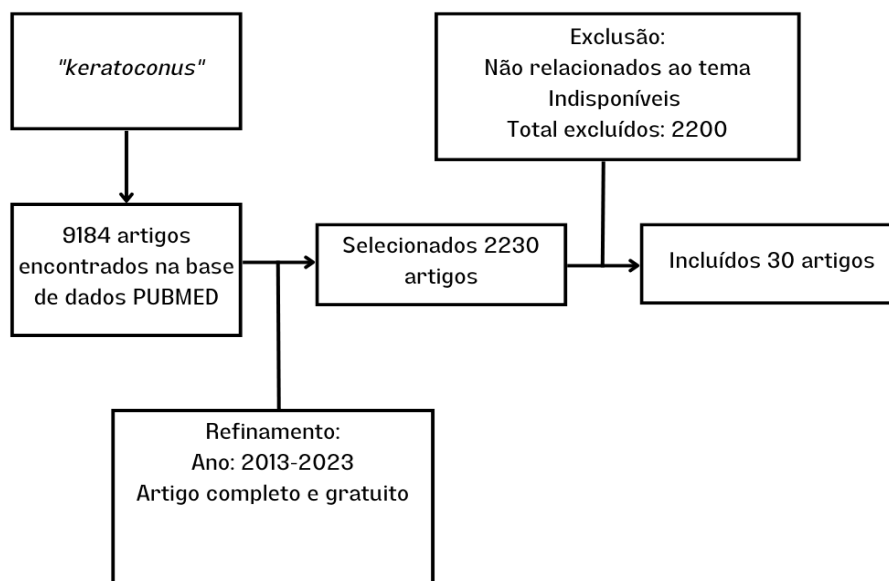 "keratoconus"
9184 artigos
encontrados na base
de dados PUBMED
Refinamento:
Ano: 2013-2023
Artigo completo e gratuito
Selecionados 2230
artigos
Exclusão:
Não relacionados ao tema
Indisponíveis
Total excluídos: 2200
Incluídos 30 artigos